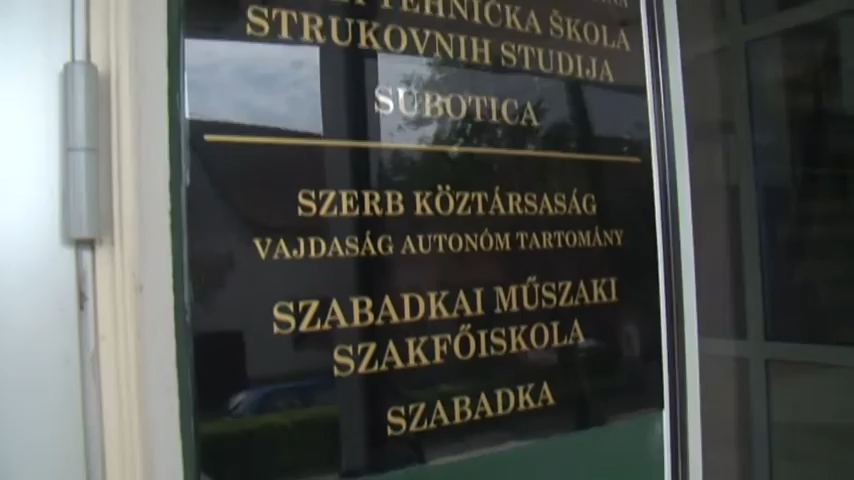 TEHNIČKA ŠKOLA
STRUKOVNIH STUDIJA
SUBOTICA
SZERB KÖZTÁRSASÁG
VAJDASÁG AUTONÓM TARTOMÁNY
SZABADKAI MŰSZAKI
SZAKFŐISKOLA
SZABADKA